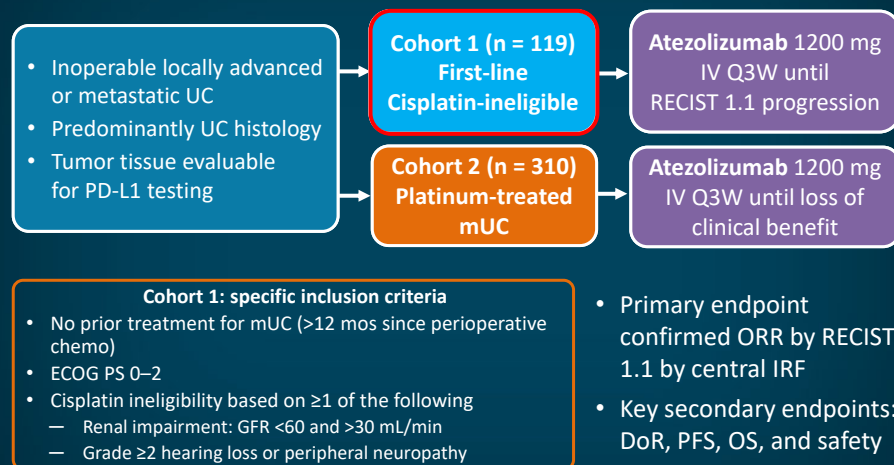 • Inoperable locally advanced
or metastatic UC
• Predominantly UC histology
• Tumor tissue evaluable
for PD-L1 testing
Cohort 1 (n = 119)
First-line
Cisplatin-ineligible
Atezolizumab 1200 mg
IV Q3W until
RECIST 1.1 progression
Cohort 2 (n = 310)
Platinum-treated
mUC
Atezolizumab 1200 mg
IV Q3W until loss of
clinical benefit
Cohort 1: specific inclusion criteria
• No prior treatment for mUC (>12 mos since perioperative
chemo)
• ECOG PS 0–2
• Cisplatin ineligibility based on ≥1 of the following
— Renal impairment: GFR <60 and >30 mL/min
— Grade ≥2 hearing loss or peripheral neuropathy
• Primary endpoint
confirmed ORR by RECIST
1.1 by central IRF
• Key secondary endpoints:
DoR, PFS, OS, and safety